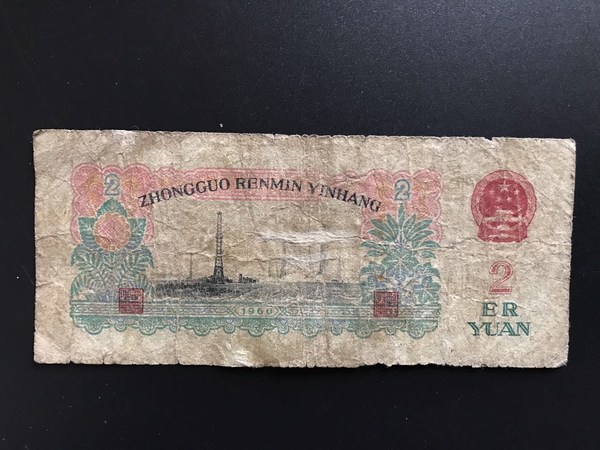 2
2
ZHONGGUO RENMIN YINHANG
1960
2
ER
YUAN